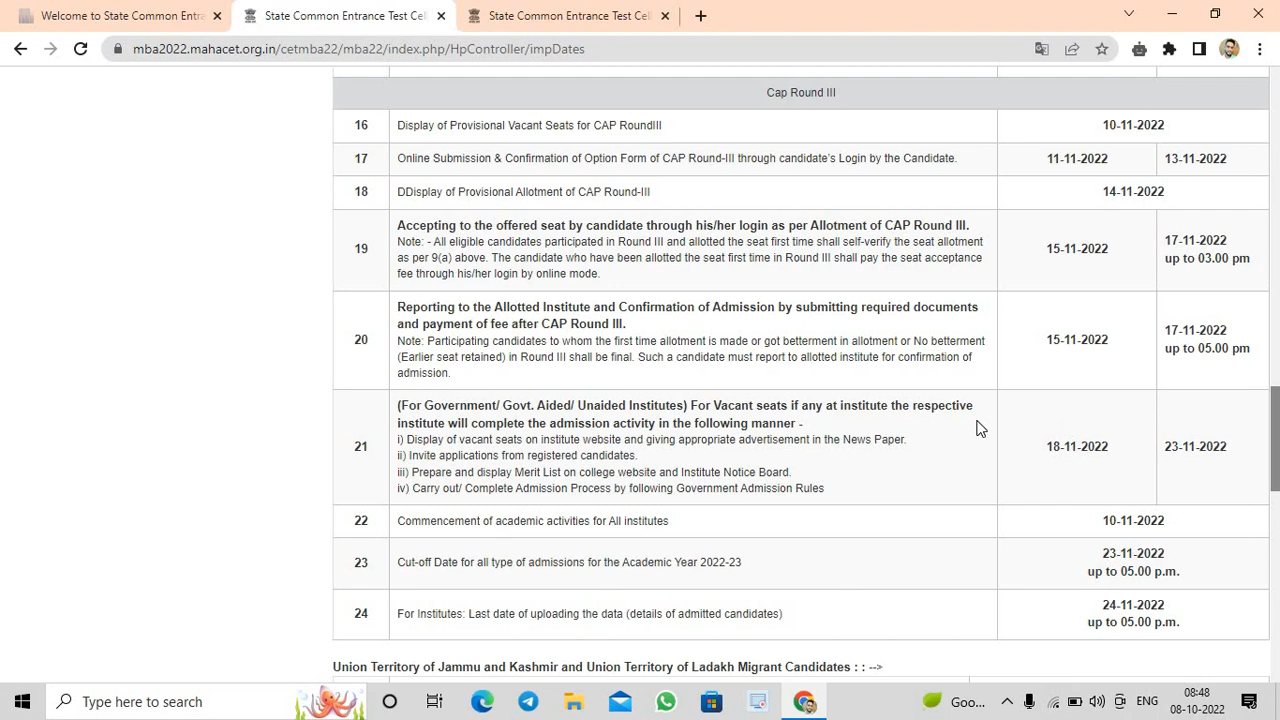 Welcome to State Common Entra
State Common Entrance Test Cel
State Common Entrance Test Cel
mba2022.mahacet.org.in/cetmba22/mba22/index.php/HpController/impDates
Cap Round III
16 Display of Provisional Vacant Seats for CAP RoundIII 10-11-2022
17 Online Submission & Confirmation of Option Form of CAP Round-III through candidate's Login by the Candidate. 11-11-2022 13-11-2022
18 DDisplay of Provisional Allotment of CAP Round-III 14-11-2022
Accepting to the offered seat by candidate through his/her login as per Allotment of CAP Round III.
Note: - All eligible candidates participated in Round III and allotted the seat first time shall self-verify the seat allotment
as per 9(a) above. The candidate who have been allotted the seat first time in Round III shall pay the seat acceptance
fee through his/her login by online mode.
19 15-11-2022 17-11-2022
up to 03.00 pm
Reporting to the Allotted Institute and Confirmation of Admission by submitting required documents
and payment of fee after CAP Round III.
Note: Participating candidates to whom the first time allotment is made or got betterment in allotment or No betterment
(Earlier seat retained) in Round III shall be final. Such a candidate must report to allotted institute for confirmation of
admission.
20 15-11-2022 17-11-2022
up to 05.00 pm
(For Government/ Govt. Aided/ Unaided Institutes) For Vacant seats if any at institute the respective
institute will complete the admission activity in the following manner -
i) Display of vacant seats on institute website and giving appropriate advertisement in the News Paper.
ii) Invite applications from registered candidates.
iii) Prepare and display Merit List on college website and Institute Notice Board.
iv) Carry out/ Complete Admission Process by following Government Admission Rules
21 18-11-2022 23-11-2022
22 Commencement of academic activities for All institutes 10-11-2022
23 Cut-off Date for all type of admissions for the Academic Year 2022-23 23-11-2022
up to 05.00 p.m.
24 For Institutes: Last date of uploading the data (details of admitted candidates) 24-11-2022
up to 05.00 p.m.
Union Territory of Jammu and Kashmir and Union Territory of Ladakh Migrant Candidates : : -->
Type here to search
Goo...
ENG
08:48
08-10-2022